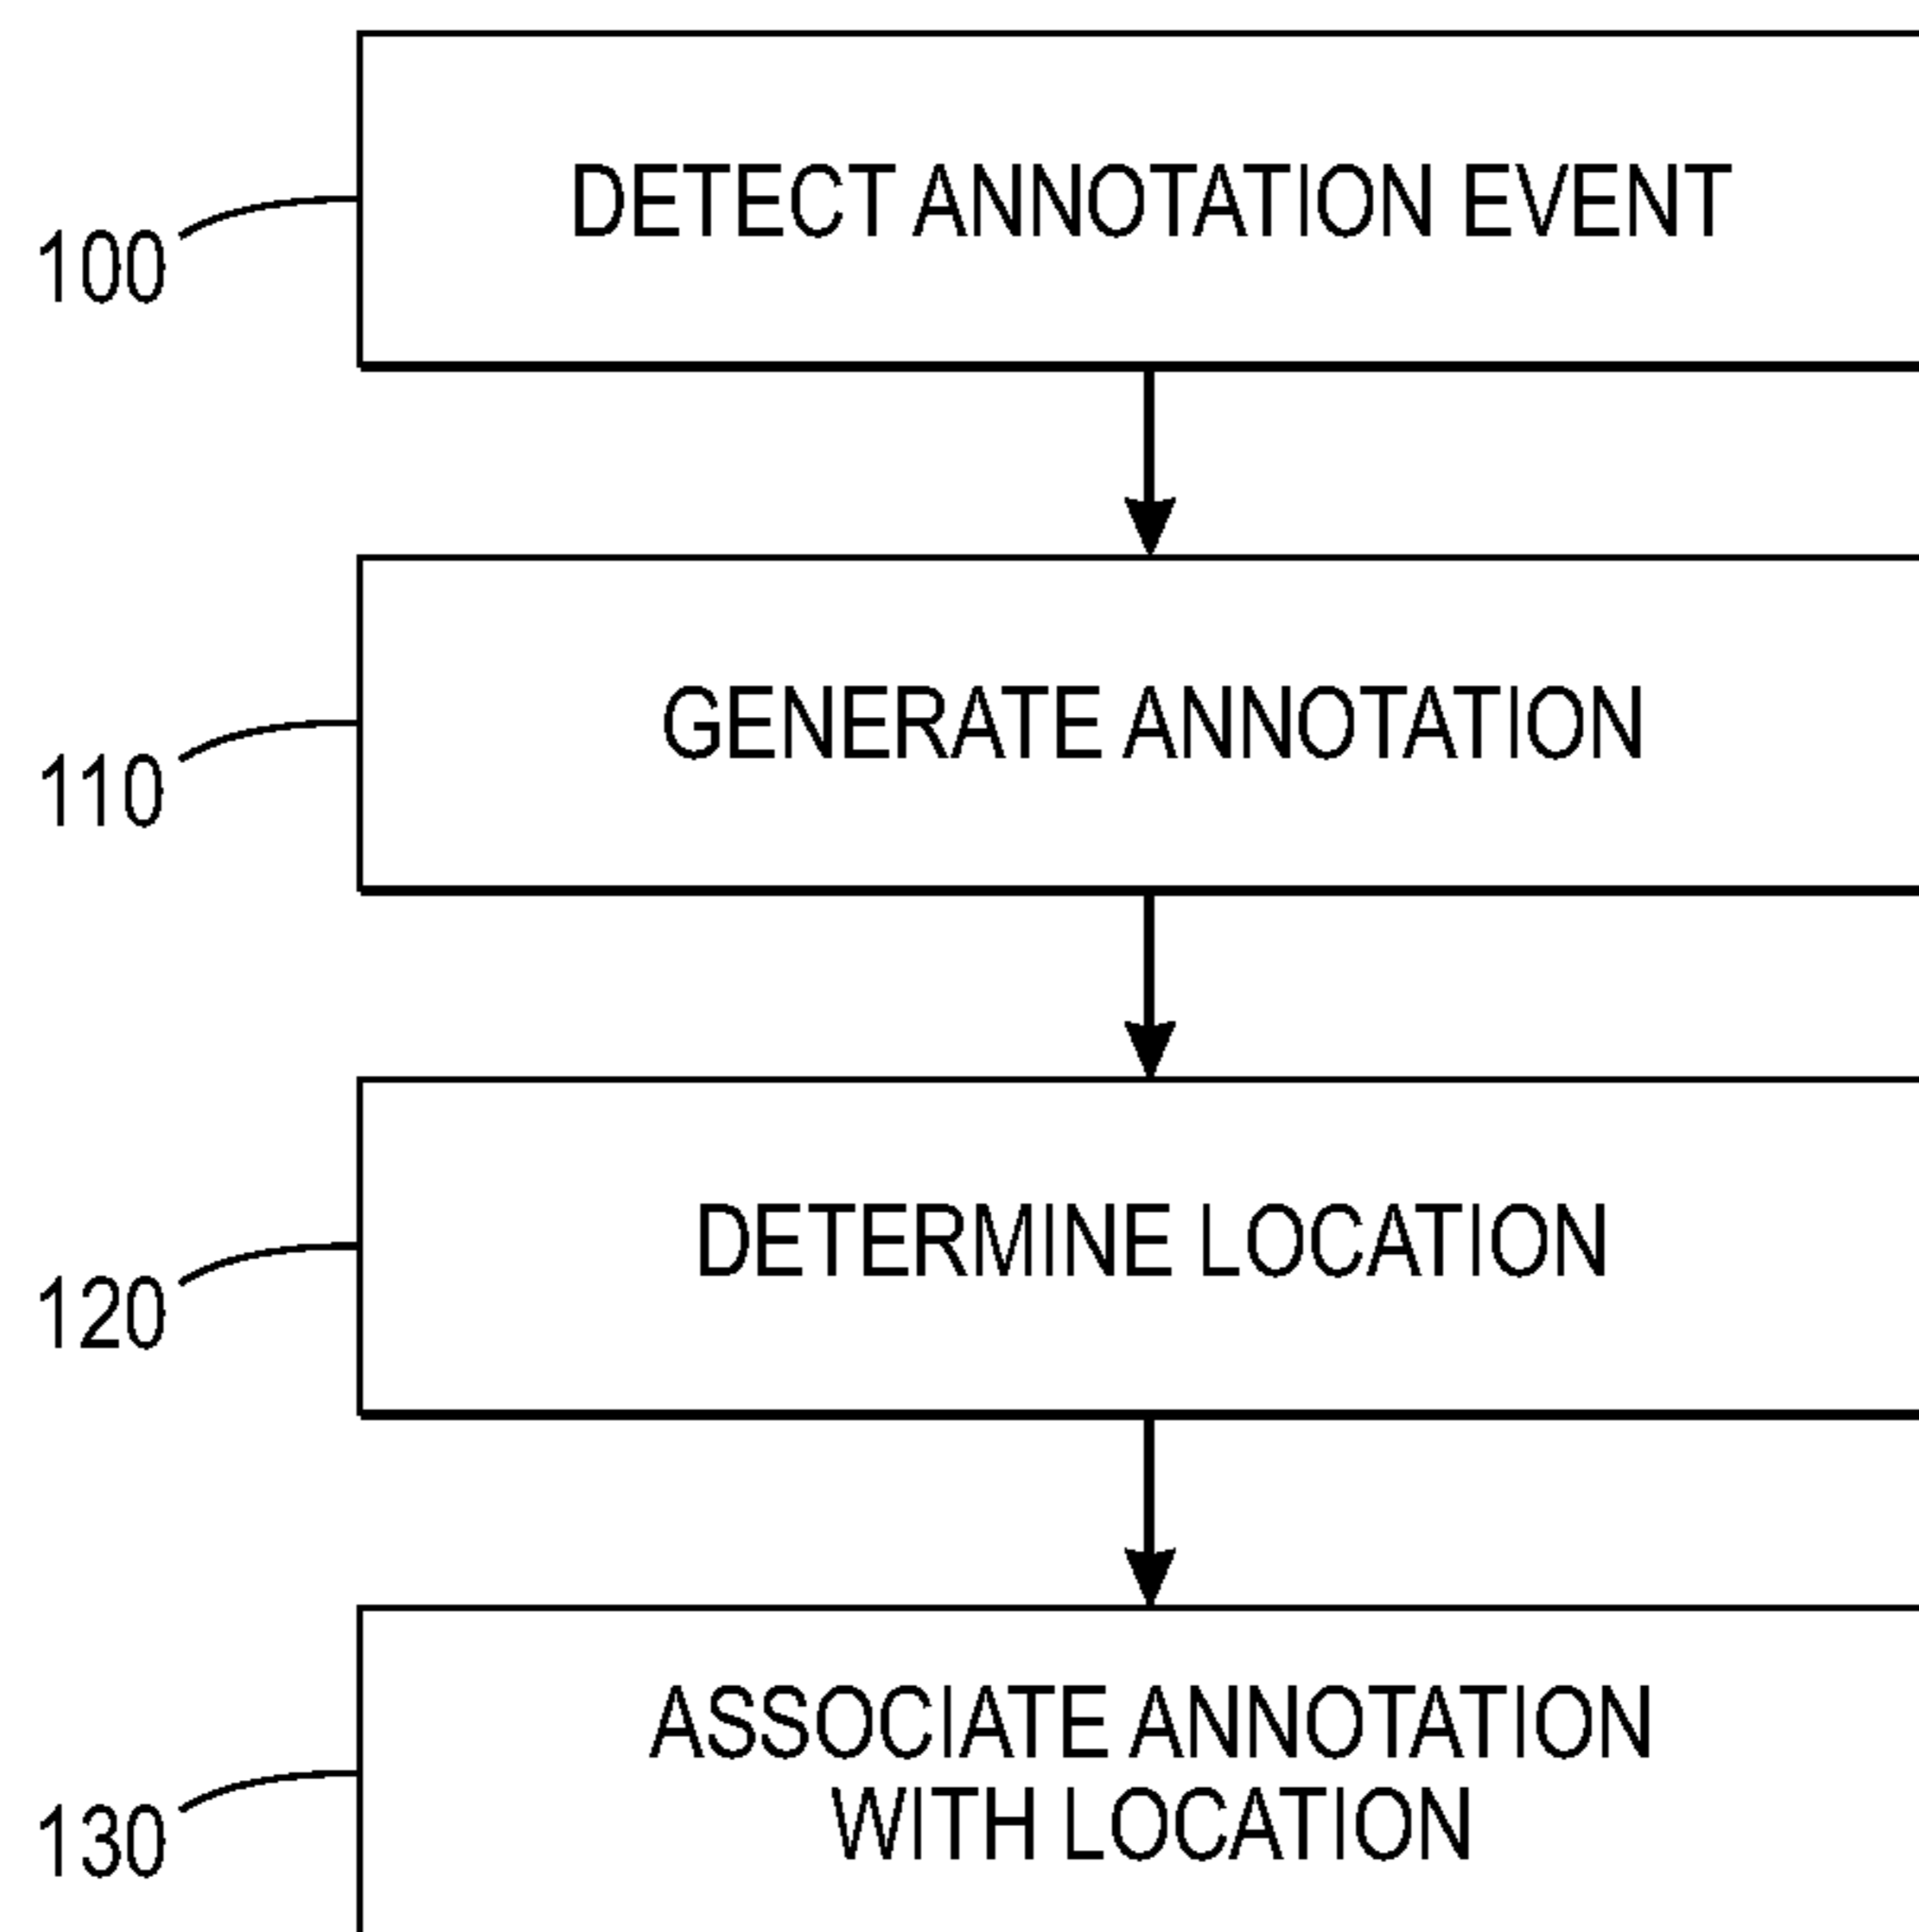 DETECT ANNOTATION EVENT
100
GENERATE ANNOTATION
110
DETERMINE LOCATION
120
ASSOCIATE ANNOTATION
WITH LOCATION
130